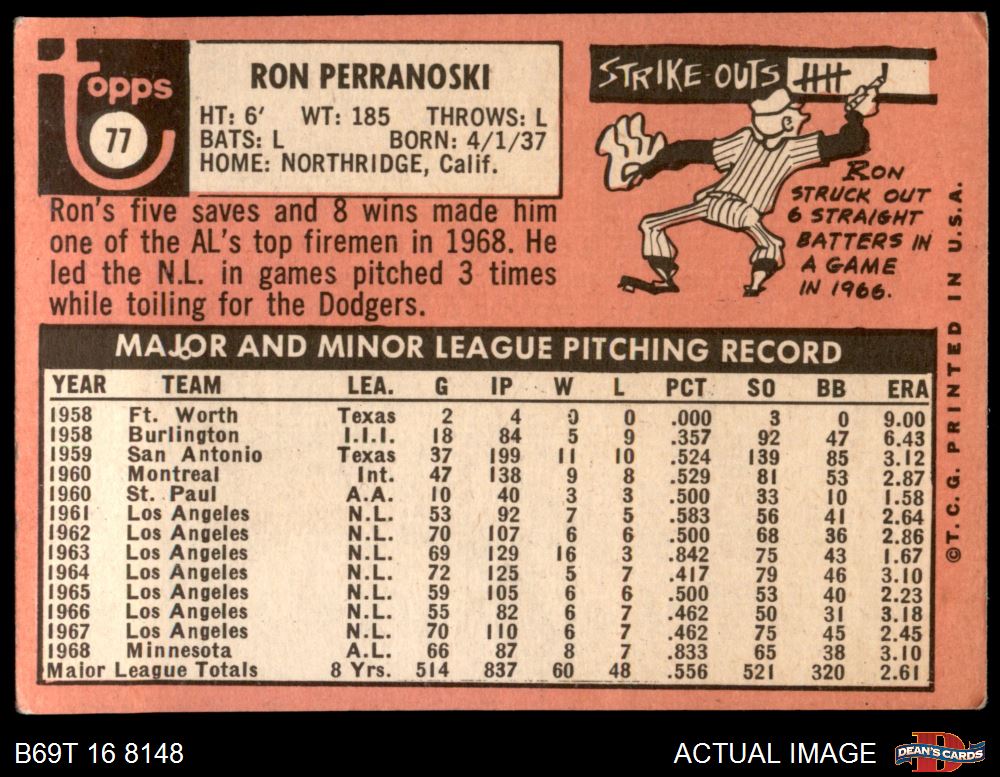 Topps
77
RON PERRANOSKI
HT: 6' WT: 185 THROWS: L
BATS: L BORN: 4/1/37
HOME: NORTHRIDGE, Calif.
Ron's five saves and 8 wins made him
one of the AL's top firemen in 1968. He
led the N.L. in games pitched 3 times
while toiling for the Dodgers.
STRIKE-OUTS
RON
STRUCK OUT
6 STRAIGHT
BATTERS IN
A GAME
IN 1966.
MAJOR AND MINOR LEAGUE PITCHING RECORD
YEAR TEAM LEA. G IP W L PCT. SO BB ERA
1958 Ft. Worth Texas 2 4 0 0 .000 3 0 9.00
1958 Burlington I.I.I. 18 84 5 9 .357 92 47 6.43
1959 San Antonio Texas 37 199 11 10 .524 139 85 3.12
1960 Montreal Int. 47 138 9 8 .529 81 53 2.87
1960 St. Paul A.A. 10 40 3 3 .500 33 10 1.58
1961 Los Angeles N.L. 53 92 7 5 .583 56 41 2.64
1962 Los Angeles N.L. 70 107 6 6 .500 68 36 2.86
1963 Los Angeles N.L. 69 129 16 3 .842 75 43 1.67
1964 Los Angeles N.L. 72 125 5 7 .417 79 46 3.10
1965 Los Angeles N.L. 59 105 6 6 .500 53 40 2.23
1966 Los Angeles N.L. 55 82 6 7 .462 50 31 3.18
1967 Los Angeles N.L. 70 110 6 7 .462 75 45 2.45
1968 Minnesota A.L. 66 87 8 7 .833 65 38 3.10
Major League Totals 8 Yrs. 514 837 60 48 .556 521 320 2.61
©T.C.G. PRINTED IN U.S.A.
B69T 16 8148
ACTUAL IMAGE
D
DEAN'S CARDS